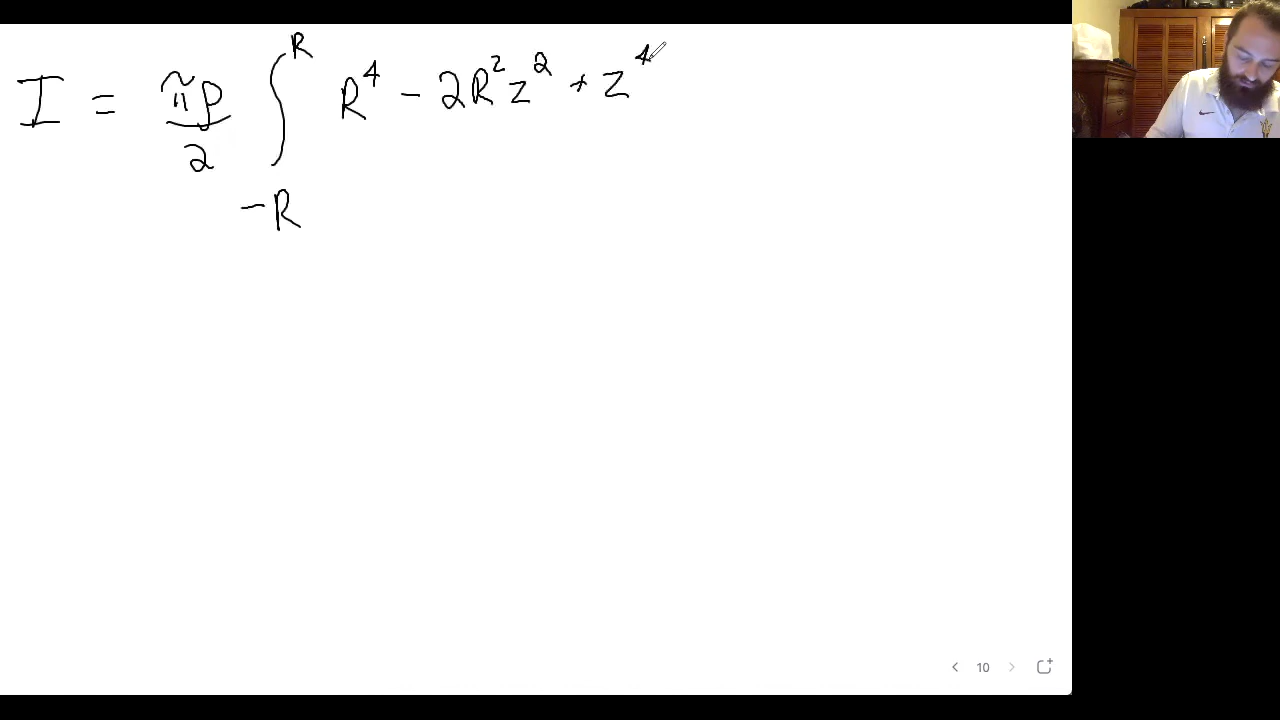 I = πρ/2 ∫_{-R}^{R} R⁴ - 2R²z² + z⁴
10